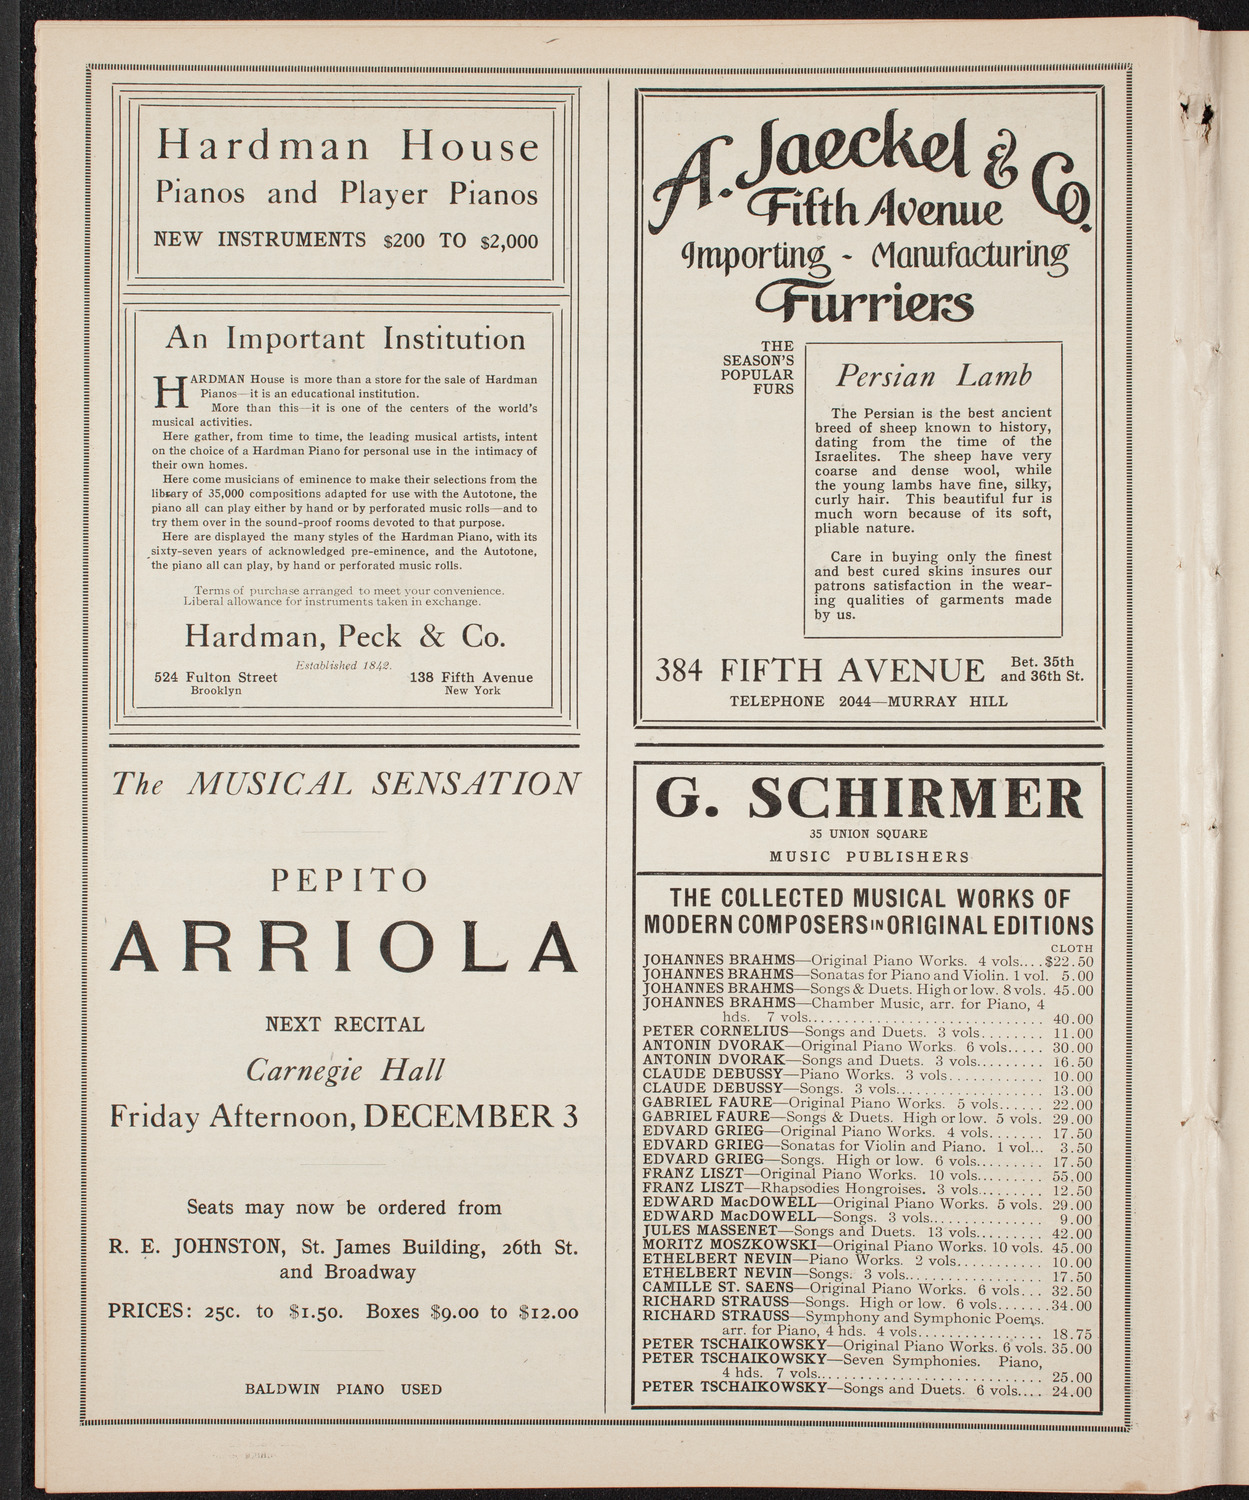 Hardman House
Pianos and Player Pianos
NEW INSTRUMENTS $200 TO $2,000
An Important Institution
HARDMAN House is more than a store for the sale of Hardman
Pianos—it is an educational institution.
More than this—it is one of the centers of the world's
musical activities.
Here gather, from time to time, the leading musical artists, intent
on the choice of a Hardman Piano for personal use in the intimacy of
their own homes.
Here come musicians of eminence to make their selections from the
library of 35,000 compositions adapted for use with the Autotone, the
piano all can play either by hand or by perforated music rolls—and to
try them over in the sound-proof rooms devoted to that purpose.
Here are displayed the many styles of the Hardman Piano, with its
sixty-seven years of acknowledged pre-eminence, and the Autotone,
the piano all can play, by hand or perforated music rolls.
Terms of purchase arranged to meet your convenience.
Liberal allowance for instruments taken in exchange.
Hardman, Peck & Co.
Established 1842.
524 Fulton Street 138 Fifth Avenue
Brooklyn New York
The MUSICAL SENSATION
PEPITO
ARRIOLA
NEXT RECITAL
Carnegie Hall
Friday Afternoon, DECEMBER 3
Seats may now be ordered from
R. E. JOHNSTON, St. James Building, 26th St.
and Broadway
PRICES: 25c. to $1.50. Boxes $9.00 to $12.00
BALDWIN PIANO USED
A. Jaeckel & Co.
Fifth Avenue
Importing - Manufacturing
Furriers
THE
SEASON'S
POPULAR
FURS
Persian Lamb
The Persian is the best ancient
breed of sheep known to history,
dating from the time of the
Israelites. The sheep have very
coarse and dense wool, while
the young lambs have fine, silky,
curly hair. This beautiful fur is
much worn because of its soft,
pliable nature.
Care in buying only the finest
and best cured skins insures our
patrons satisfaction in the wear-
ing qualities of garments made
by us.
384 FIFTH AVENUE Bet. 35th
and 36th St.
TELEPHONE 2044—MURRAY HILL
G. SCHIRMER
35 UNION SQUARE
MUSIC PUBLISHERS
THE COLLECTED MUSICAL WORKS OF
MODERN COMPOSERS IN ORIGINAL EDITIONS
CLOTH
JOHANNES BRAHMS—Original Piano Works. 4 vols....$22.50
JOHANNES BRAHMS—Sonatas for Piano and Violin. 1 vol. 5.00
JOHANNES BRAHMS—Songs & Duets. High or low. 8 vols. 45.00
JOHANNES BRAHMS—Chamber Music, arr. for Piano, 4
hds. 7 vols.............................. 40.00
PETER CORNELIUS—Songs and Duets. 3 vols........ 11.00
ANTONIN DVORAK—Original Piano Works. 6 vols..... 30.00
ANTONIN DVORAK—Songs and Duets. 3 vols......... 16.50
CLAUDE DEBUSSY—Piano Works. 3 vols............ 10.00
CLAUDE DEBUSSY—Songs. 3 vols.................. 13.00
GABRIEL FAURE—Original Piano Works. 5 vols...... 22.00
GABRIEL FAURE—Songs & Duets. High or low. 5 vols. 29.00
EDVARD GRIEG—Original Piano Works. 4 vols....... 17.50
EDVARD GRIEG—Sonatas for Violin and Piano. 1 vol... 3.50
EDVARD GRIEG—Songs. High or low. 6 vols......... 17.50
FRANZ LISZT—Original Piano Works. 10 vols........ 55.00
FRANZ LISZT—Rhapsodies Hongroises. 3 vols........ 12.50
EDWARD MacDOWELL—Original Piano Works. 5 vols. 29.00
EDWARD MacDOWELL—Songs. 3 vols............... 9.00
JULES MASSENET—Songs and Duets. 13 vols......... 42.00
MORITZ MOSZKOWSKI—Original Piano Works. 10 vols. 45.00
ETHELBERT NEVIN—Piano Works. 2 vols........... 10.00
ETHELBERT NEVIN—Songs. 3 vols................. 17.50
CAMILLE ST. SAENS—Original Piano Works. 6 vols... 32.50
RICHARD STRAUSS—Songs. High or low. 6 vols.......34.00
RICHARD STRAUSS—Symphony and Symphonic Poems.
arr. for Piano, 4 hds. 4 vols............... 18.75
PETER TSCHAIKOWSKY—Original Piano Works. 6 vols. 35.00
PETER TSCHAIKOWSKY—Seven Symphonies. Piano,
4 hds. 7 vols............................ 25.00
PETER TSCHAIKOWSKY—Songs and Duets. 6 vols.... 24.00